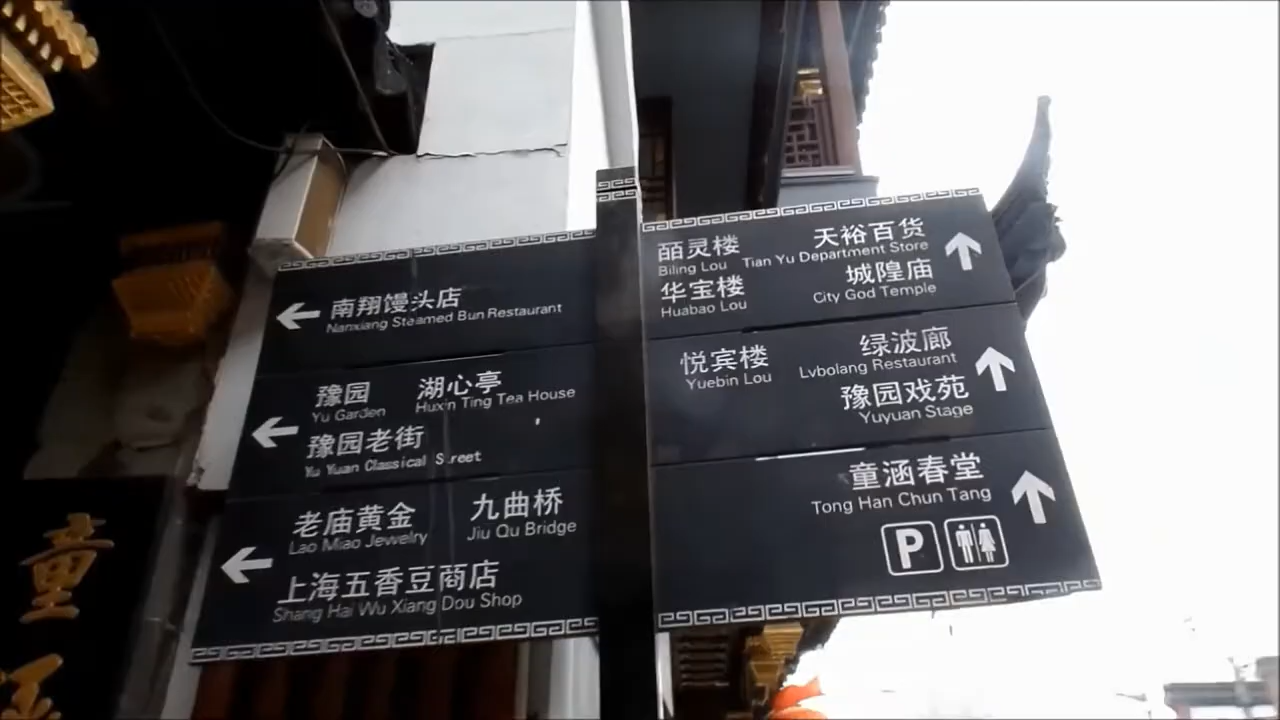 南翔馒头店
Nanxiang Steamed Bun Restaurant
豫园 湖心亭
Yu Garden Huxin Ting Tea House
豫园老街
Yu Yuan Classical Street
老庙黄金 九曲桥
Lao Miao Jewelry Jiu Qu Bridge
上海五香豆商店
Shang Hai Wu Xiang Dou Shop
皕灵楼 天裕百货
Biling Lou Tian Yu Department Store
华宝楼 城隍庙
Huabao Lou City God Temple
悦宾楼 绿波廊
Yuebin Lou Lvbolang Restaurant
豫园戏苑
Yuyuan Stage
童涵春堂
Tong Han Chun Tang
P
童